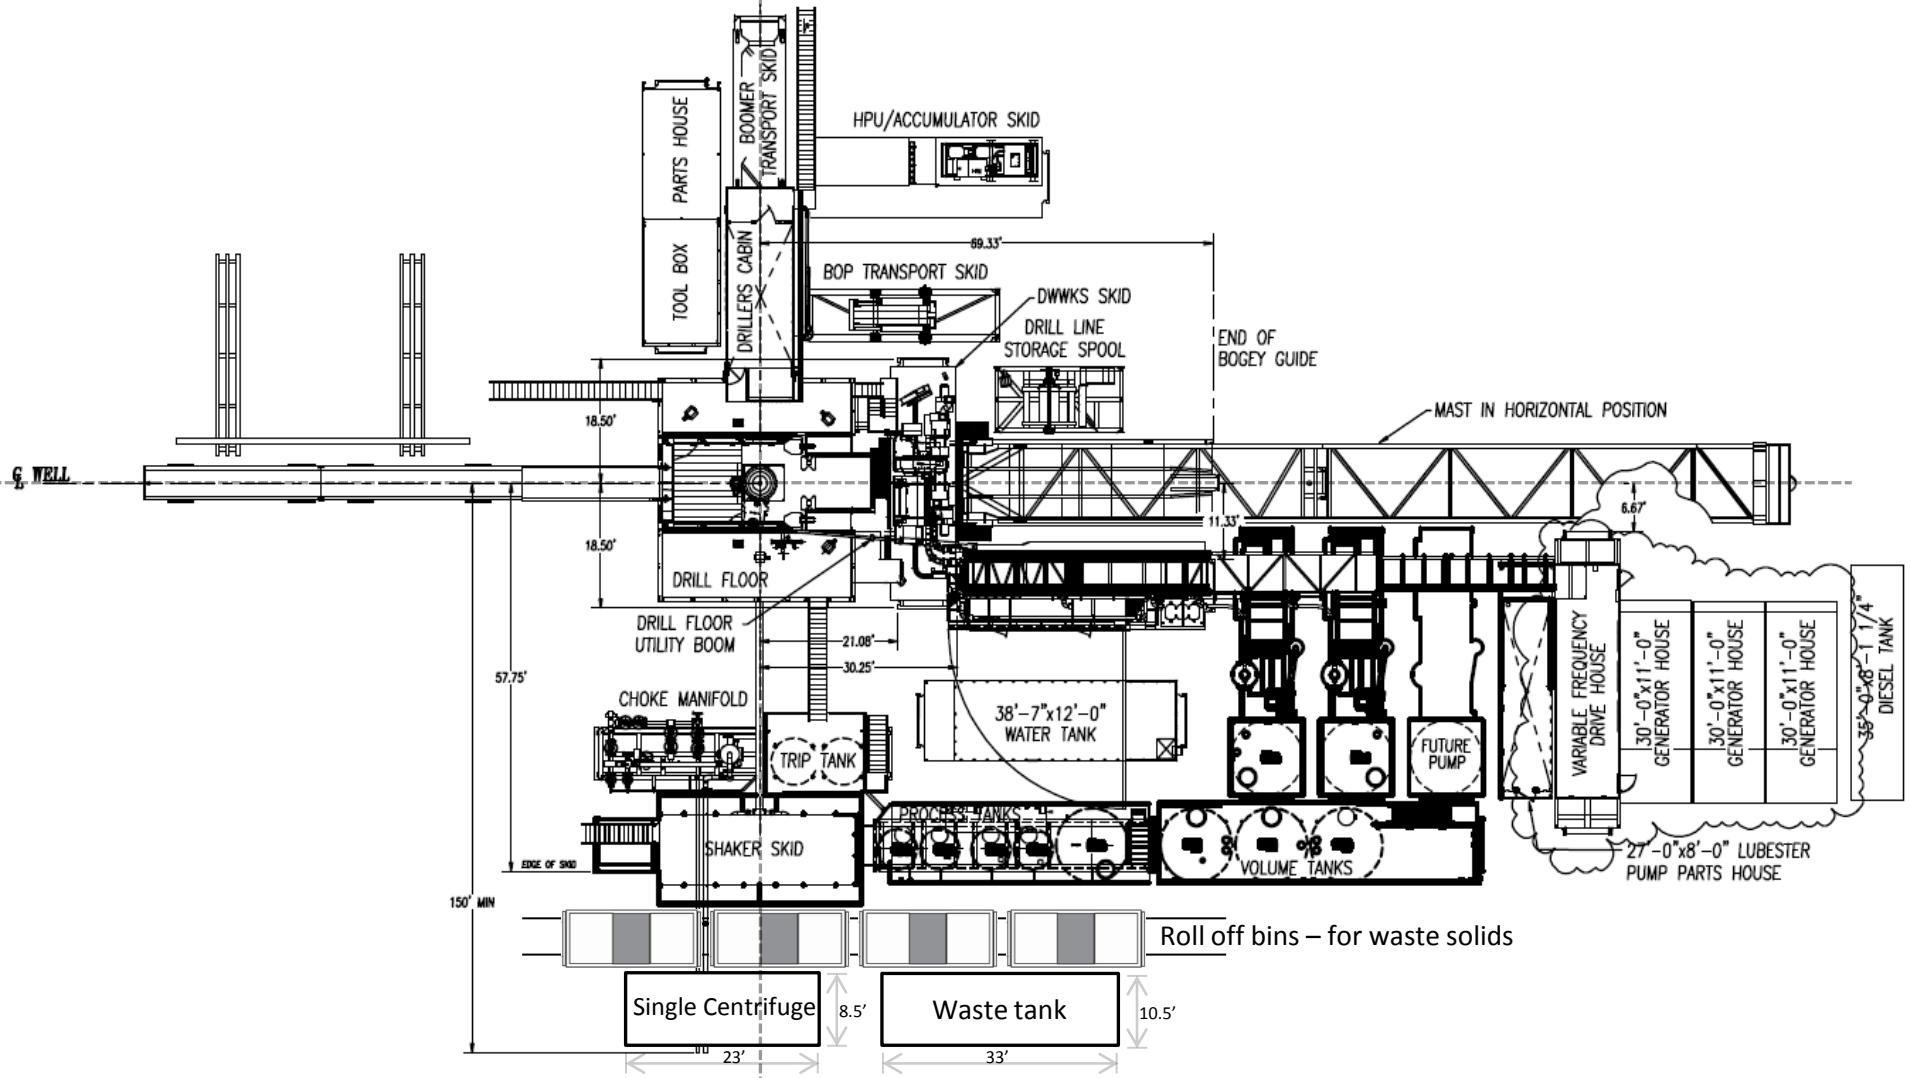 BOOMER
TRANSPORT SKID
PARTS HOUSE
HPU/ACCUMULATOR SKID
TOOL BOX
DRILLERS CABIN
69.33'
BOP TRANSPORT SKID
DWWKS SKID
DRILL LINE
STORAGE SPOOL
END OF
BOGEY GUIDE
18.50'
MAST IN HORIZONTAL POSITION
WELL
6.67'
11.33'
18.50'
DRILL FLOOR
DRILL FLOOR
UTILITY BOOM
21.08'
30.25'
57.75'
CHOKE MANIFOLD
38'-7"x12'-0"
WATER TANK
TRIP TANK
FUTURE
PUMP
VARIABLE FREQUENCY
DRIVE HOUSE
30'-0"x11'-0"
GENERATOR HOUSE
30'-0"x11'-0"
GENERATOR HOUSE
30'-0"x11'-0"
GENERATOR HOUSE
35'-0"x8'-1 1/4"
DIESEL TANK
PROCESS TANKS
SHAKER SKID
EDGE OF SKID
VOLUME TANKS
27'-0"x8'-0" LUBESTER
PUMP PARTS HOUSE
150' MIN
Roll off bins – for waste solids
Single Centrifuge
8.5'
Waste tank
10.5'
23'
33'